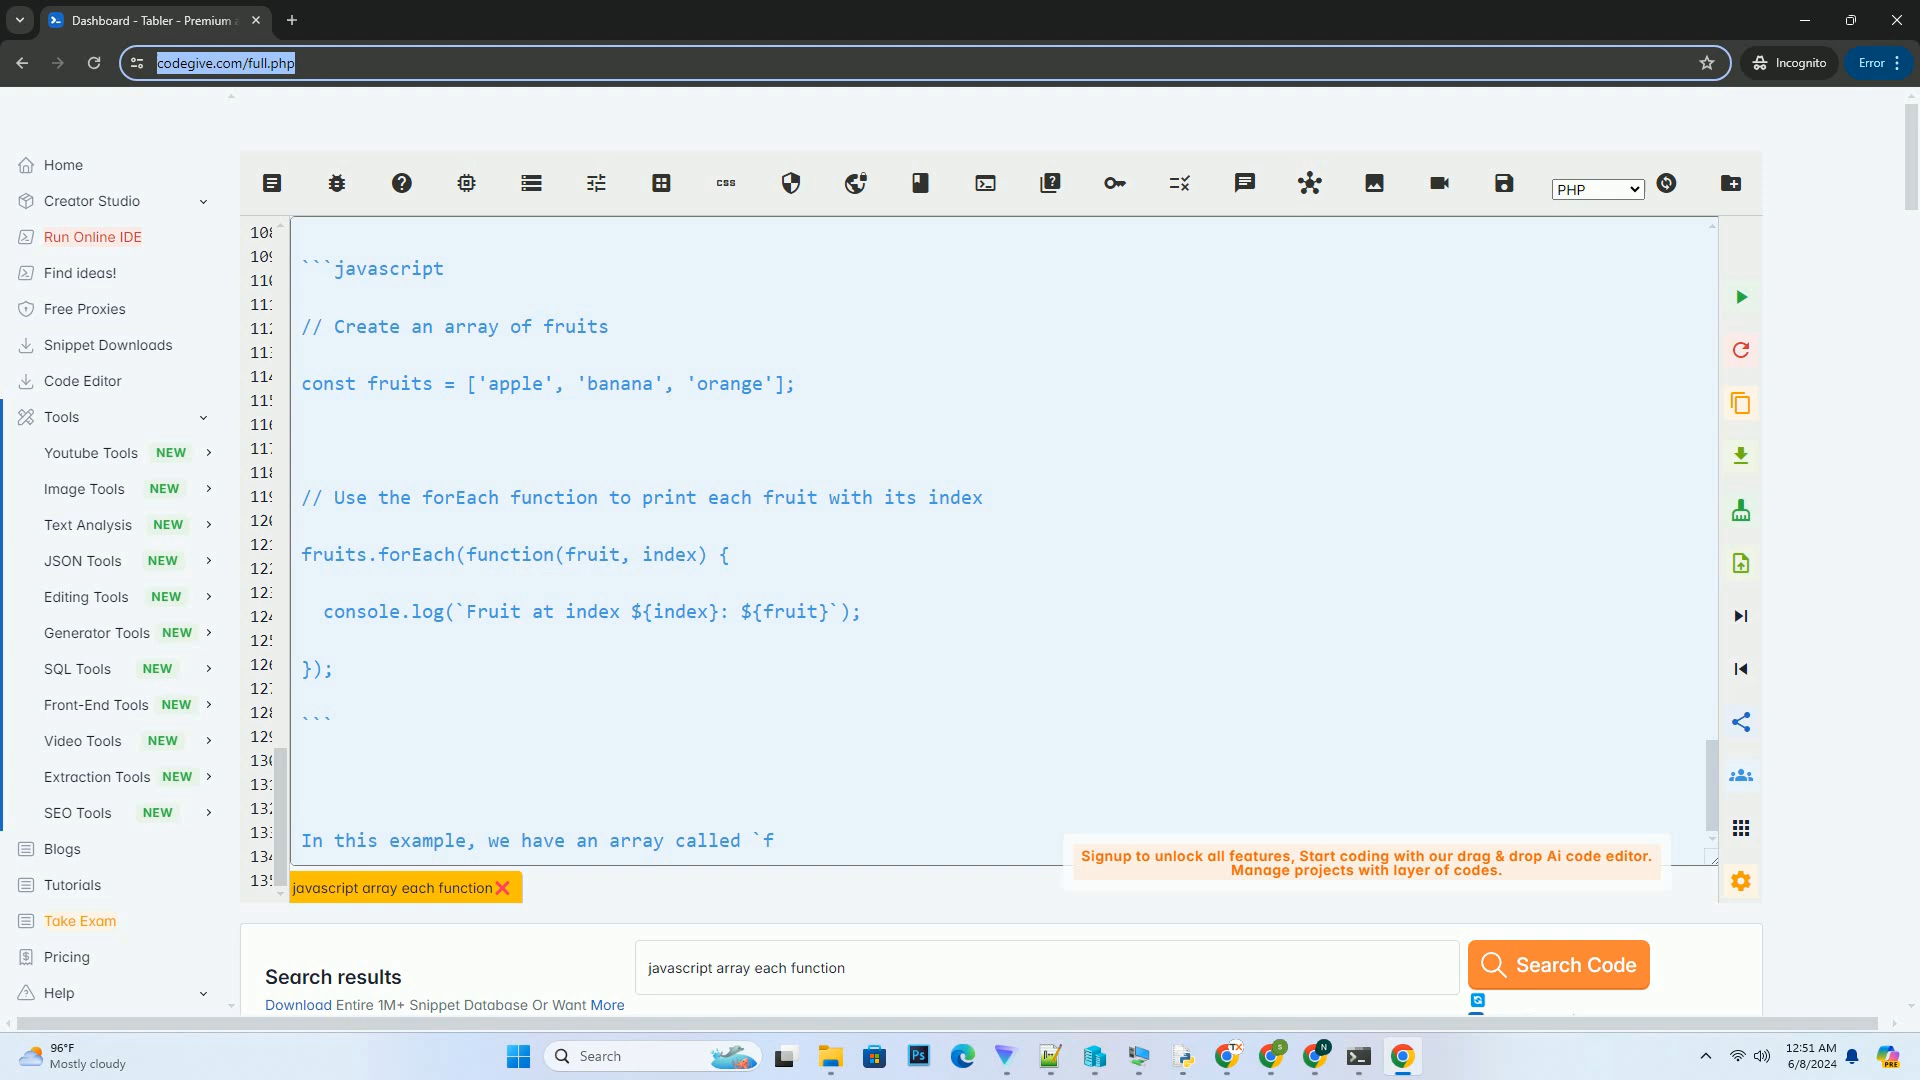 Dashboard - Tabler - Premium
codegive.com/full.php
Incognito
Error
Home
Creator Studio
Run Online IDE
Find ideas!
Free Proxies
Snippet Downloads
Code Editor
Tools
Youtube Tools NEW
Image Tools NEW
Text Analysis NEW
JSON Tools NEW
Editing Tools NEW
Generator Tools NEW
SQL Tools NEW
Front-End Tools NEW
Video Tools NEW
Extraction Tools NEW
SEO Tools NEW
Blogs
Tutorials
Take Exam
Pricing
Help
css
PHP
```javascript
// Create an array of fruits
const fruits = ['apple', 'banana', 'orange'];
// Use the forEach function to print each fruit with its index
fruits.forEach(function(fruit, index) {
console.log(`Fruit at index ${index}: ${fruit}`);
});
```
In this example, we have an array called `f
Signup to unlock all features, Start coding with our drag & drop Ai code editor.
Manage projects with layer of codes.
javascript array each function
Search results
Download Entire 1M+ Snippet Database Or Want More
javascript array each function
Search Code
96°F
Mostly cloudy
Search
12:51 AM
6/8/2024